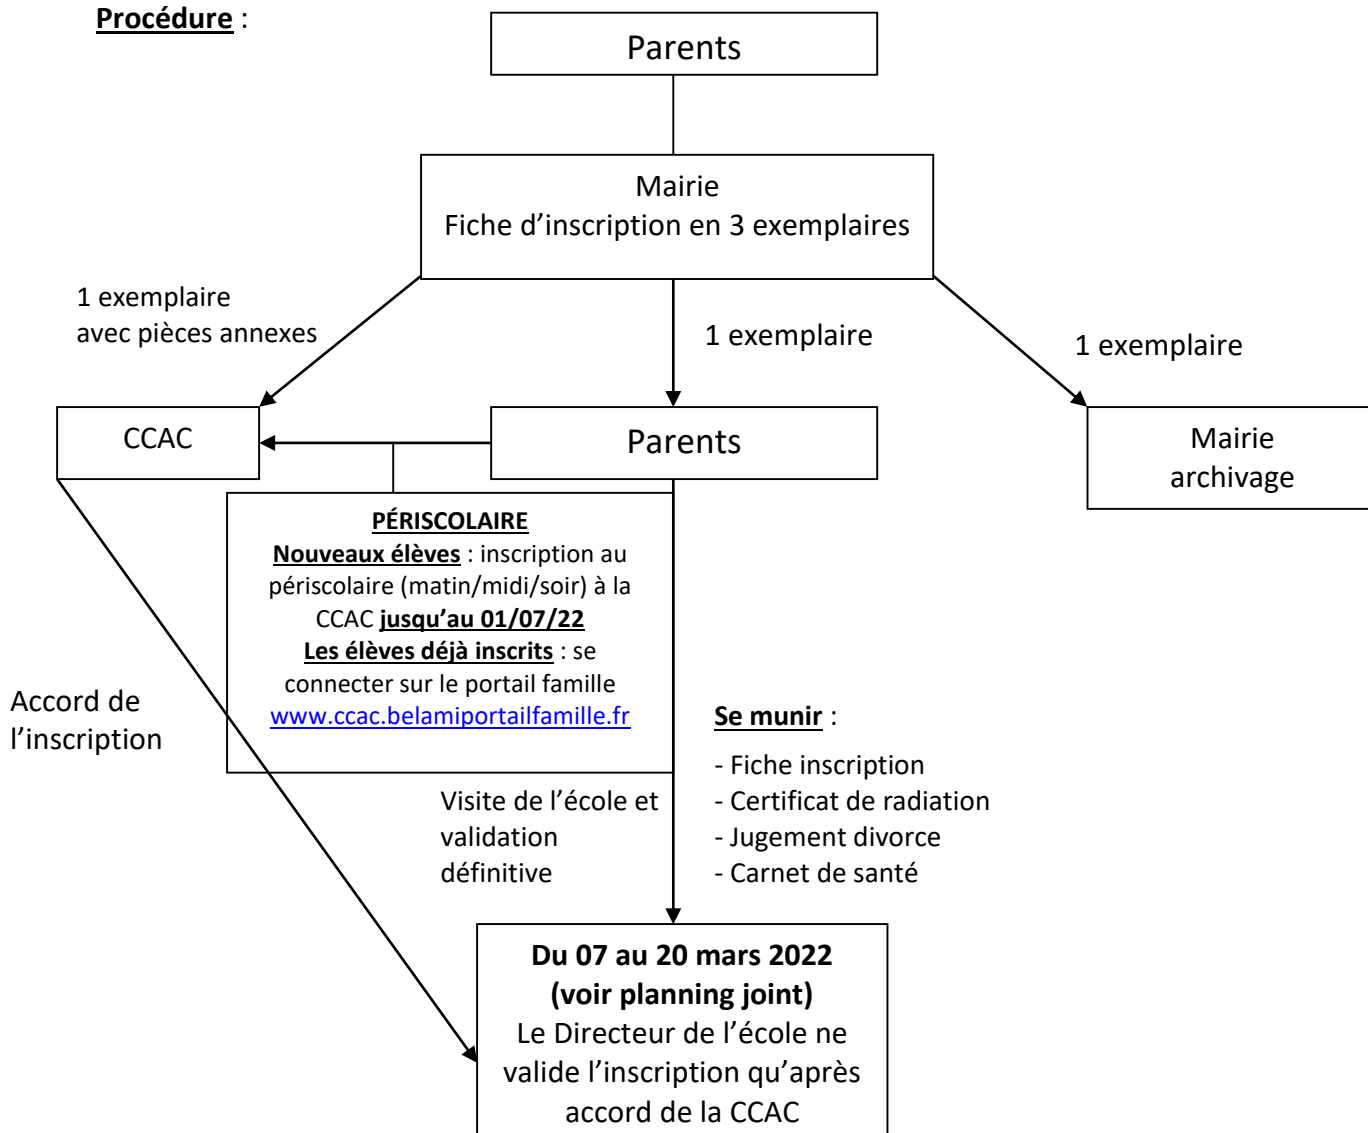 Procédure :
Parents
Mairie
Fiche d’inscription en 3 exemplaires
1 exemplaire
avec pièces annexes
1 exemplaire
1 exemplaire
CCAC
Parents
Mairie
archivage
PÉRISCOLAIRE
Nouveaux élèves : inscription au
périscolaire (matin/midi/soir) à la
CCAC jusqu’au 01/07/22
Les élèves déjà inscrits : se
connecter sur le portail famille
www.ccac.belamiportailfamille.fr
Accord de
l’inscription
Se munir :
- Fiche inscription
- Certificat de radiation
- Jugement divorce
- Carnet de santé
Visite de l’école et
validation
définitive
Du 07 au 20 mars 2022
(voir planning joint)
Le Directeur de l’école ne
valide l’inscription qu’après
accord de la CCAC